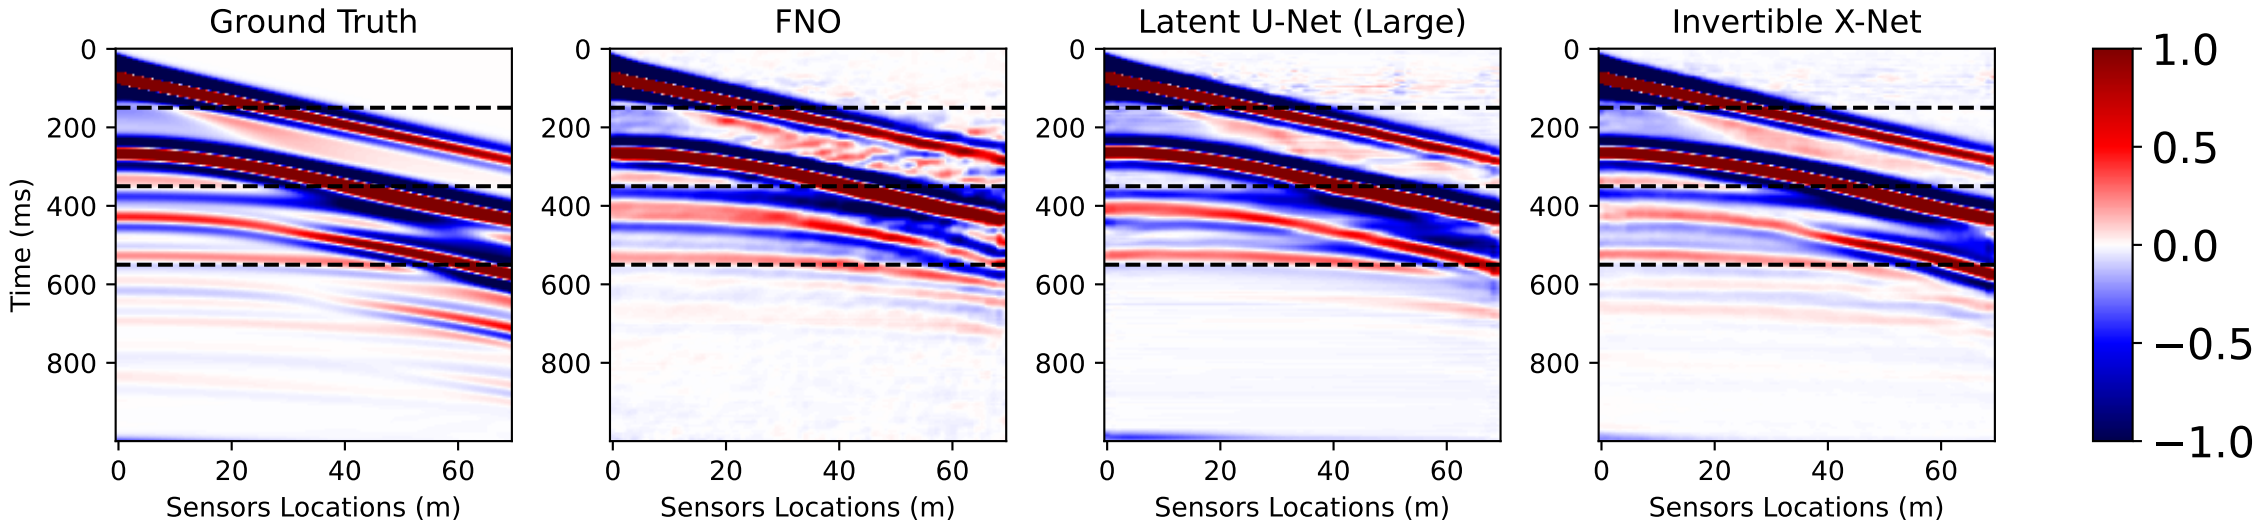 Ground Truth
FNO
Latent U-Net (Large)
Invertible X-Net
0
200
400
600
800
Time (ms)
0 20 40 60
Sensors Locations (m)
0
200
400
600
800
0 20 40 60
Sensors Locations (m)
0
200
400
600
800
0 20 40 60
Sensors Locations (m)
0
200
400
600
800
0 20 40 60
Sensors Locations (m)
1.0
0.5
0.0
−0.5
−1.0